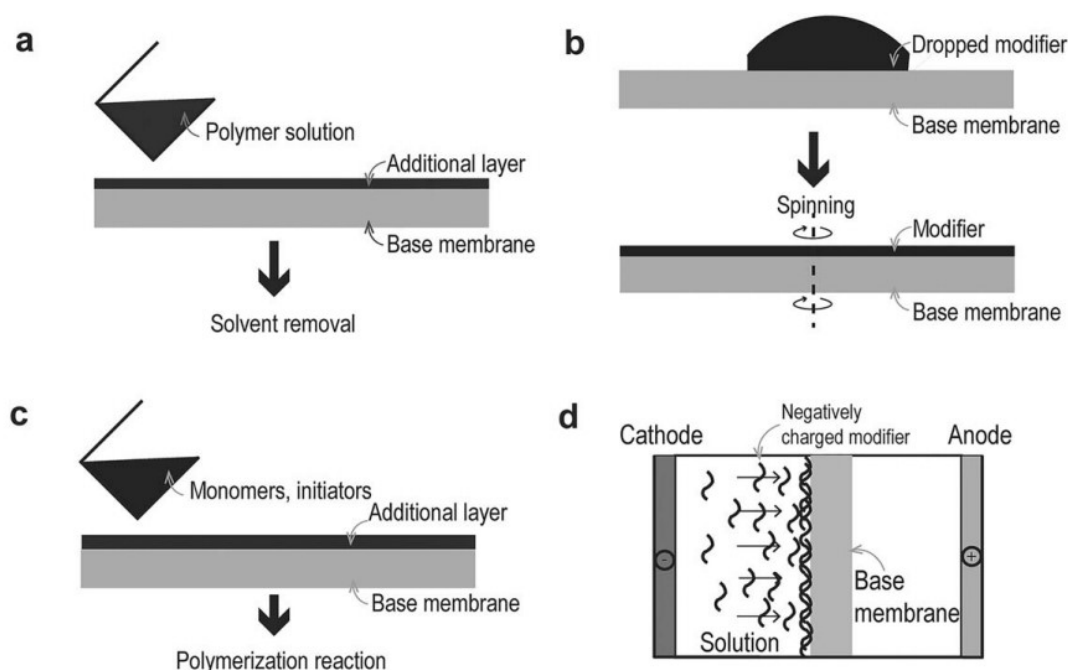 a
Polymer solution
Additional layer
Base membrane
Solvent removal
b
Dropped modifier
Base membrane
Spinning
Modifier
Base membrane
c
Monomers, initiators
Additional layer
Base membrane
Polymerization reaction
d
Negatively
charged modifier
Cathode
Anode
-
+
Base
membrane
Solution